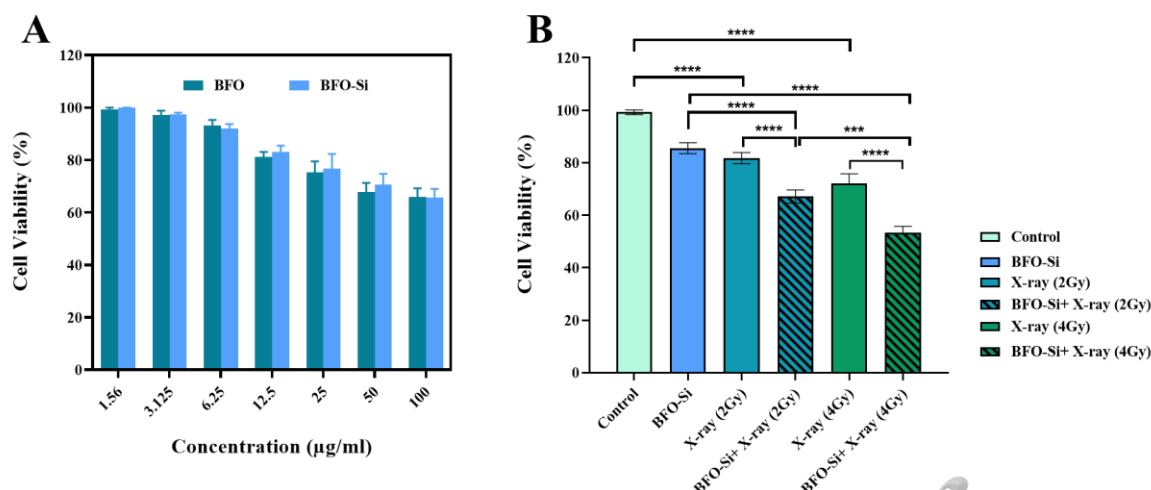 A
120
100
80
60
40
20
0
Cell Viability (%)
BFO
BFO-Si
1.56
3.125
6.25
12.5
25
50
100
Concentration (µg/ml)
B
120
100
80
60
40
20
0
Cell Viability (%)
****
****
****
****
****
***
****
Control
BFO-Si
X-ray (2Gy)
BFO-Si+ X-ray (2Gy)
X-ray (4Gy)
BFO-Si+ X-ray (4Gy)
Control
BFO-Si
X-ray (2Gy)
BFO-Si+ X-ray (2Gy)
X-ray (4Gy)
BFO-Si+ X-ray (4Gy)